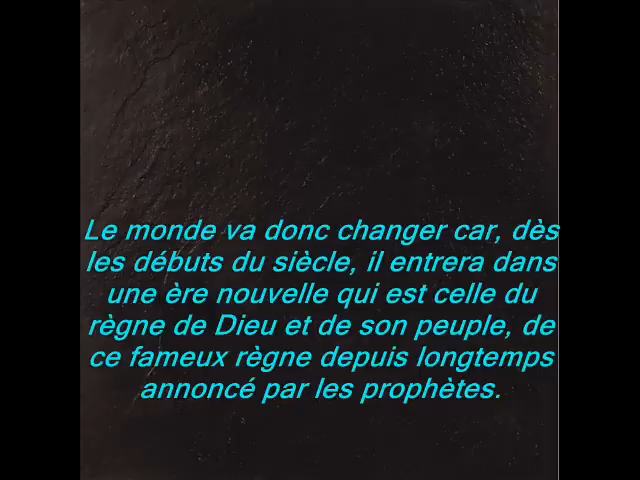 Le monde va donc changer car, dès
les débuts du siècle, il entrera dans
une ère nouvelle qui est celle du
règne de Dieu et de son peuple, de
ce fameux règne depuis longtemps
annoncé par les prophètes.